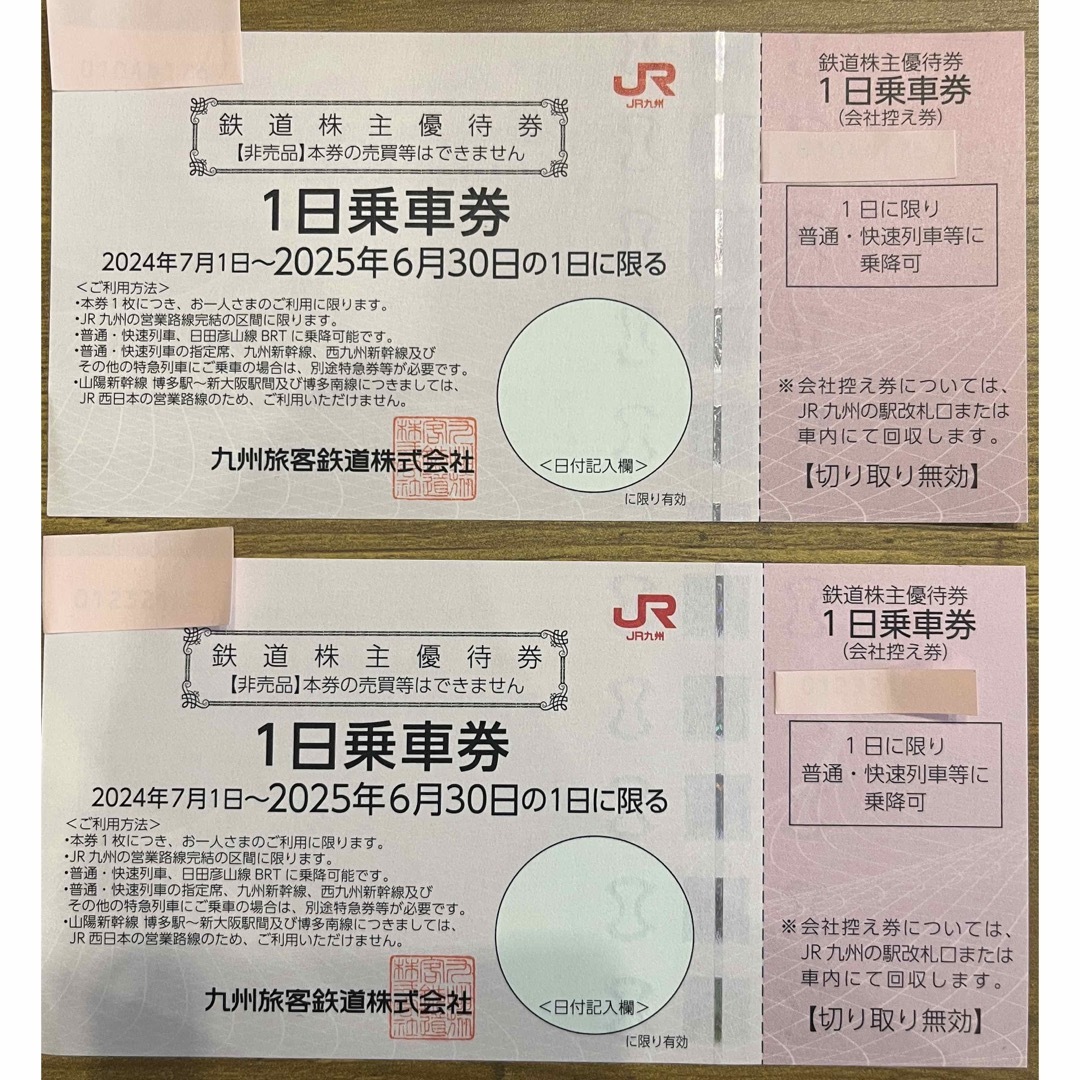 JR
JR九州
鉄道株主優待券
【非売品】本券の売買等はできません
1日乗車券
2024年7月1日～2025年6月30日の1日に限る
＜ご利用方法＞
・本券1枚につき、お一人さまのご利用に限ります。
・JR九州の営業路線完結の区間に限ります。
・普通・快速列車、日田彦山線BRTに乗降可能です。
・普通・快速列車の指定席、九州新幹線、西九州新幹線及び
その他の特急列車にご乗車の場合は、別途特急券等が必要です。
・山陽新幹線 博多駅～新大阪駅間及び博多南線につきましては、
JR西日本の営業路線のため、ご利用いただけません。
九州旅客鉄道株式会社
＜日付記入欄＞
に限り有効
鉄道株主優待券
1日乗車券
(会社控え券)
1日に限り
普通・快速列車等に
乗降可
※会社控え券については、
JR九州の駅改札口または
車内にて回収します。
【切り取り無効】
JR
JR九州
鉄道株主優待券
【非売品】本券の売買等はできません
1日乗車券
2024年7月1日～2025年6月30日の1日に限る
＜ご利用方法＞
・本券1枚につき、お一人さまのご利用に限ります。
・JR九州の営業路線完結の区間に限ります。
・普通・快速列車、日田彦山線BRTに乗降可能です。
・普通・快速列車の指定席、九州新幹線、西九州新幹線及び
その他の特急列車にご乗車の場合は、別途特急券等が必要です。
・山陽新幹線 博多駅～新大阪駅間及び博多南線につきましては、
JR西日本の営業路線のため、ご利用いただけません。
九州旅客鉄道株式会社
＜日付記入欄＞
に限り有効
鉄道株主優待券
1日乗車券
(会社控え券)
1日に限り
普通・快速列車等に
乗降可
※会社控え券については、
JR九州の駅改札口または
車内にて回収します。
【切り取り無効】